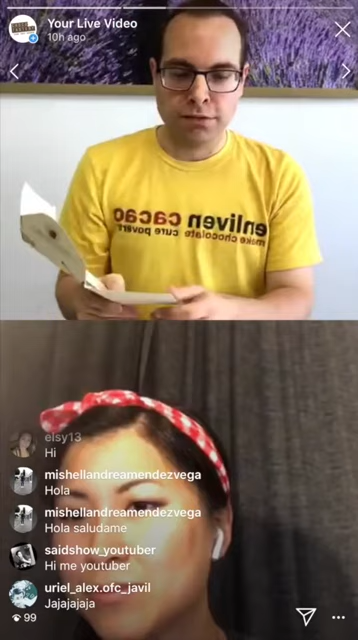 Your Live Video
10h ago
enliven cacao
make chocolate cure povert
elsy13
Hi
mishellandreamendezvega
Hola
mishellandreamendezvega
Hola saludame
saidshow_youtuber
Hi me youtuber
uriel_alex.ofc_javil
Jajajajaja
99